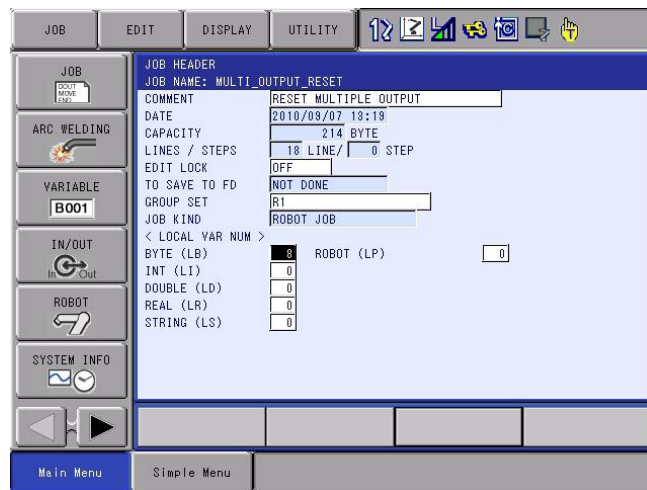 JOB EDIT DISPLAY UTILITY
JOB
DOUT
MOVE
END
ARC WELDING
VARIABLE
B001
IN/OUT
In Out
ROBOT
SYSTEM INFO
JOB HEADER
JOB NAME: MULTI_OUTPUT_RESET
COMMENT RESET MULTIPLE OUTPUT
DATE 2010/09/07 13:19
CAPACITY 214 BYTE
LINES / STEPS 18 LINE/ 0 STEP
EDIT LOCK OFF
TO SAVE TO FD NOT DONE
GROUP SET R1
JOB KIND ROBOT JOB
< LOCAL VAR NUM >
BYTE (LB) 8 ROBOT (LP) 0
INT (LI) 0
DOUBLE (LD) 0
REAL (LR) 0
STRING (LS) 0
Main Menu Simple Menu